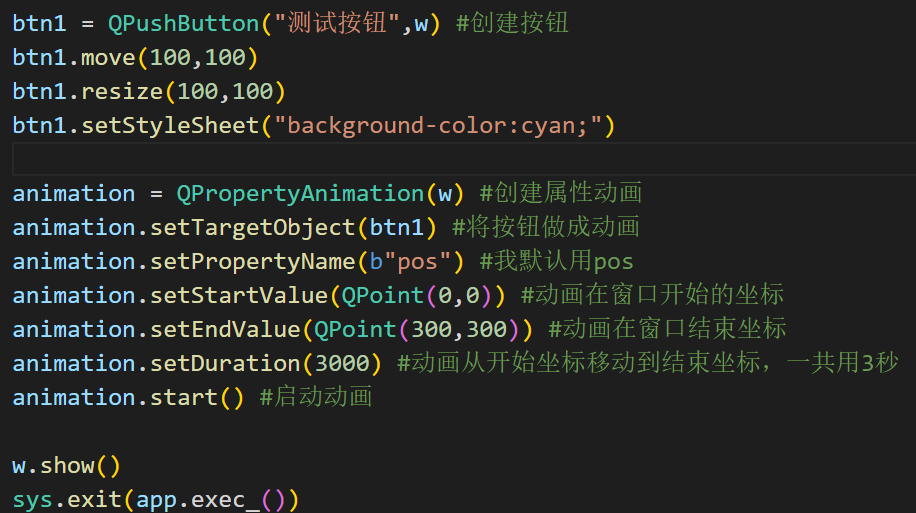 btn1 = QPushButton("测试按钮",w) #创建按钮
btn1.move(100,100)
btn1.resize(100,100)
btn1.setStyleSheet("background-color:cyan;")
animation = QPropertyAnimation(w) #创建属性动画
animation.setTargetObject(btn1) #将按钮做成动画
animation.setPropertyName(b"pos") #我默认用pos
animation.setStartValue(QPoint(0,0)) #动画在窗口开始的坐标
animation.setEndValue(QPoint(300,300)) #动画在窗口结束坐标
animation.setDuration(3000) #动画从开始坐标移动到结束坐标，一共用3秒
animation.start() #启动动画
w.show()
sys.exit(app.exec_())